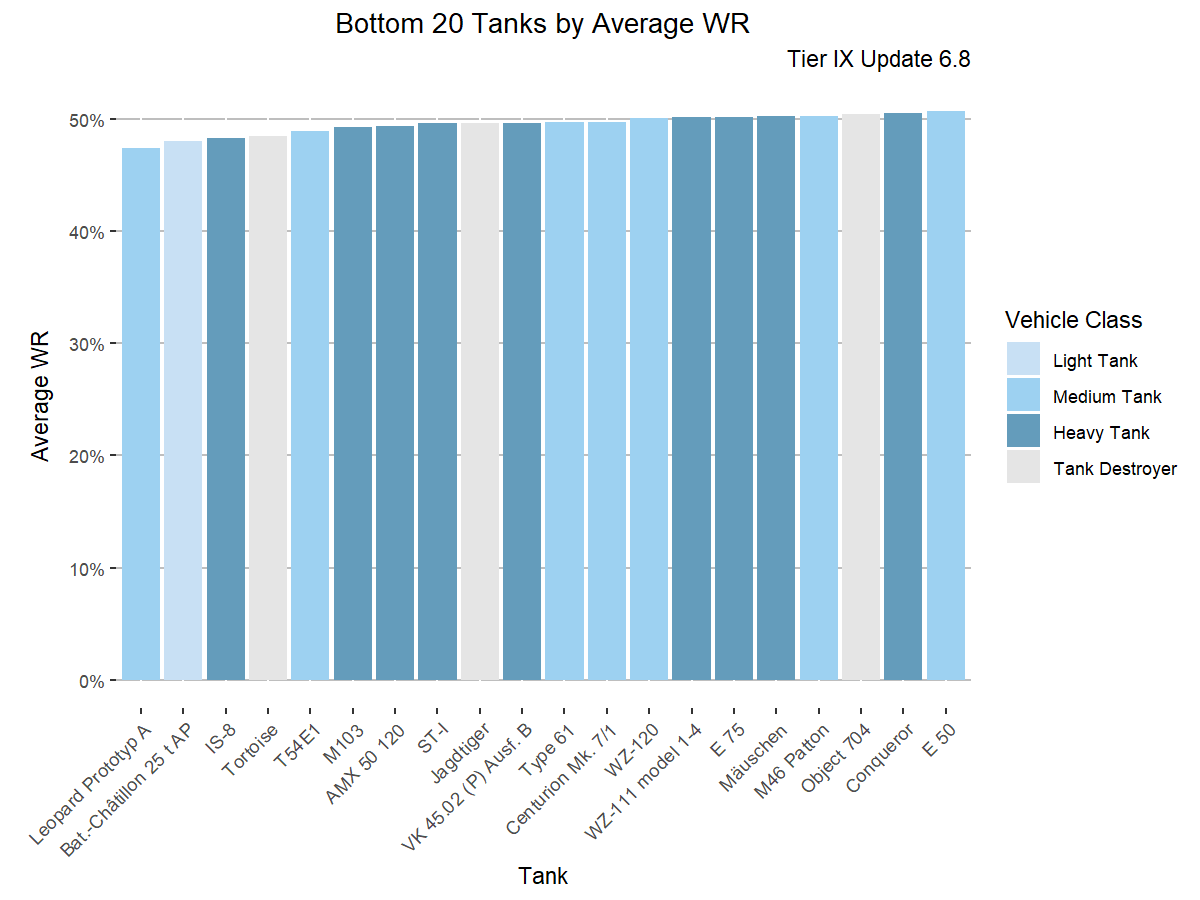 Bottom 20 Tanks by Average WR
Tier IX Update 6.8
Average WR
50%
40%
30%
20%
10%
0%
Leopard Prototyp A
Bat.-Châtillon 25 t AP
IS-8
Tortoise
T54E1
M103
AMX 50 120
ST-I
Jagdtiger
VK 45.02 (P) Ausf. B
Type 61
Centurion Mk. 7/1
WZ-120
WZ-111 model 1-4
E 75
Mäuschen
M46 Patton
Object 704
Conqueror
E 50
Tank
Vehicle Class
Light Tank
Medium Tank
Heavy Tank
Tank Destroyer